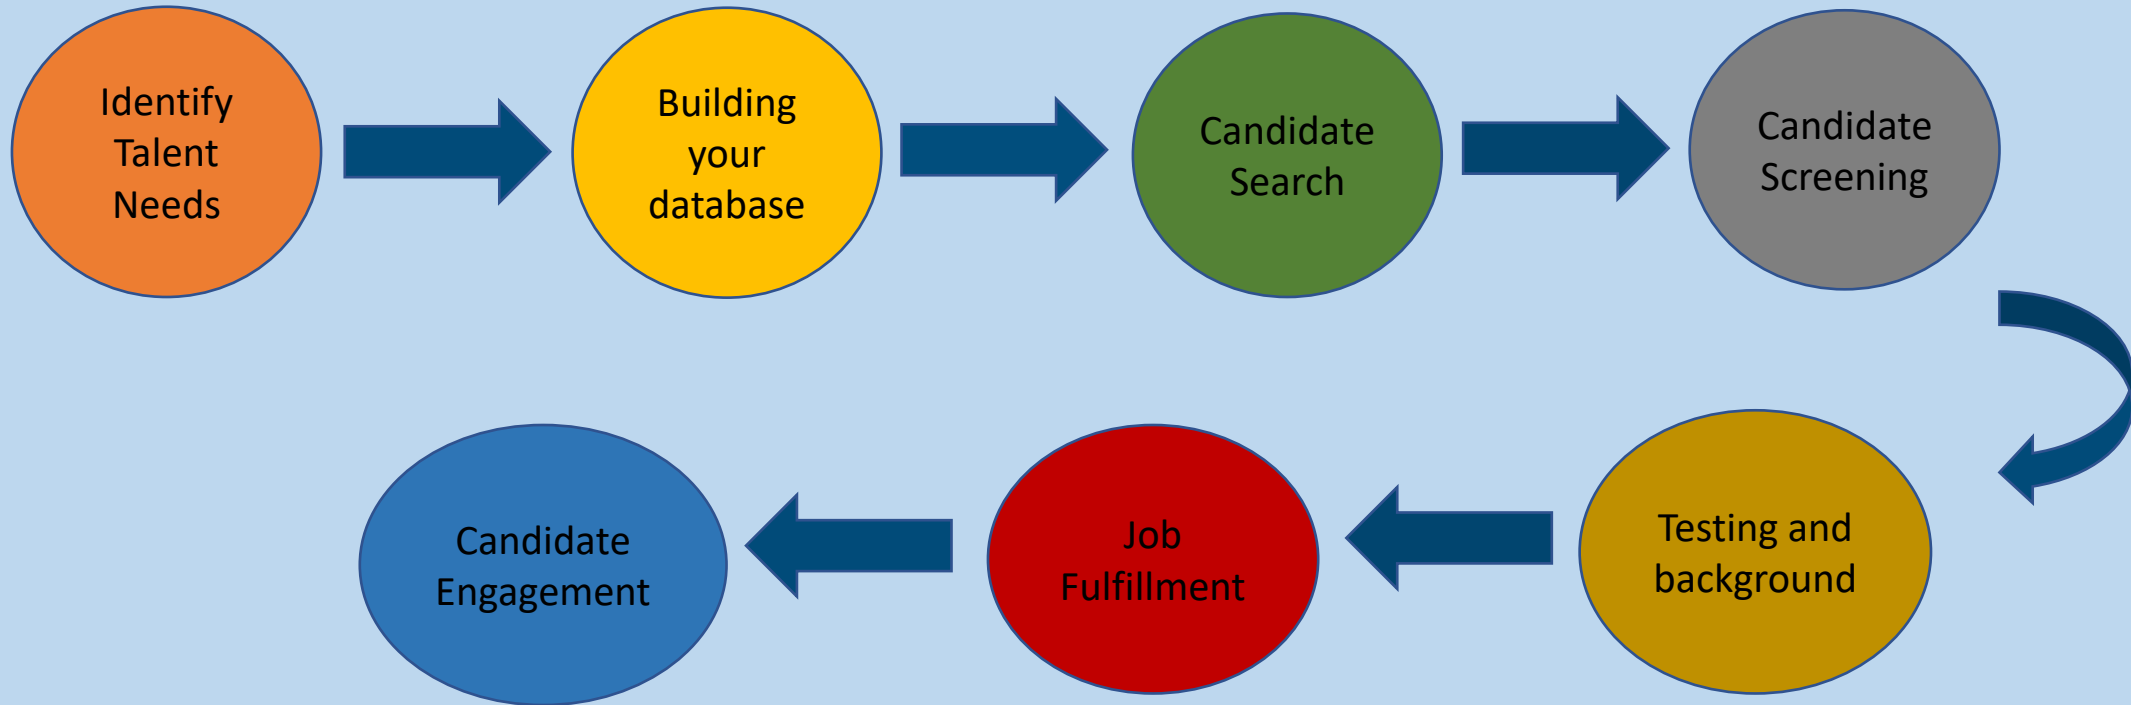 Identify
Talent
Needs
Building
your
database
Candidate
Search
Candidate
Screening
Testing and
background
Job
Fulfillment
Candidate
Engagement